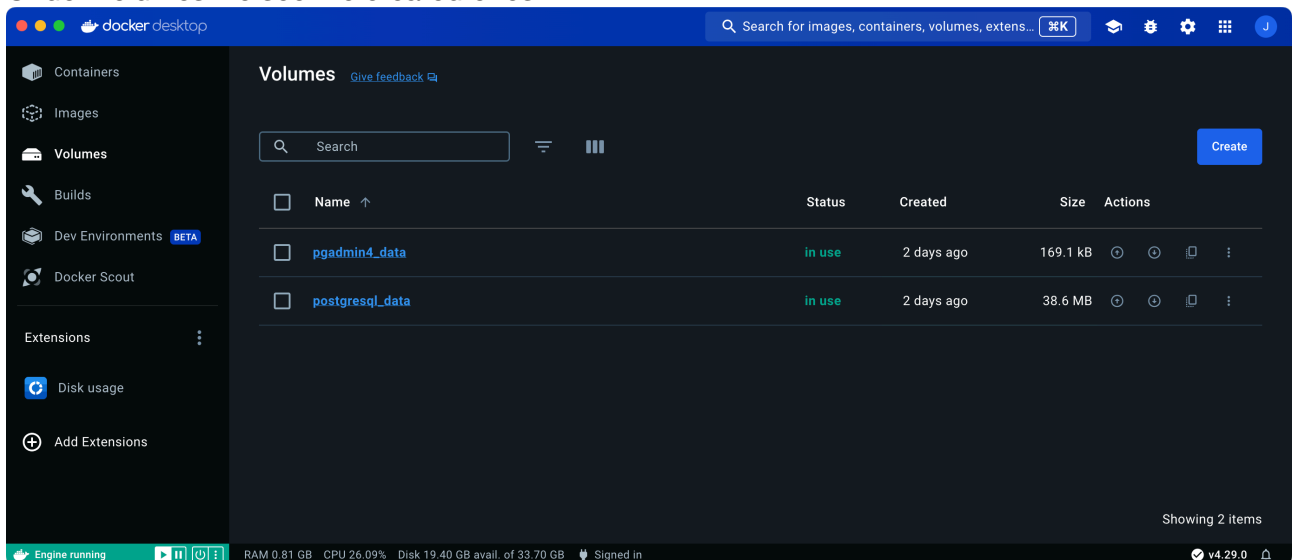 docker desktop
Search for images, containers, volumes, extens... ⌘K
J
Containers
Images
Volumes
Builds
Dev Environments BETA
Docker Scout
Extensions
Disk usage
Add Extensions
Volumes Give feedback
Search
Create
Name ↑ Status Created Size Actions
pgadmin4_data in use 2 days ago 169.1 kB
postgresql_data in use 2 days ago 38.6 MB
Showing 2 items
Engine running
RAM 0.81 GB CPU 26.09% Disk 19.40 GB avail. of 33.70 GB Signed in
v4.29.0